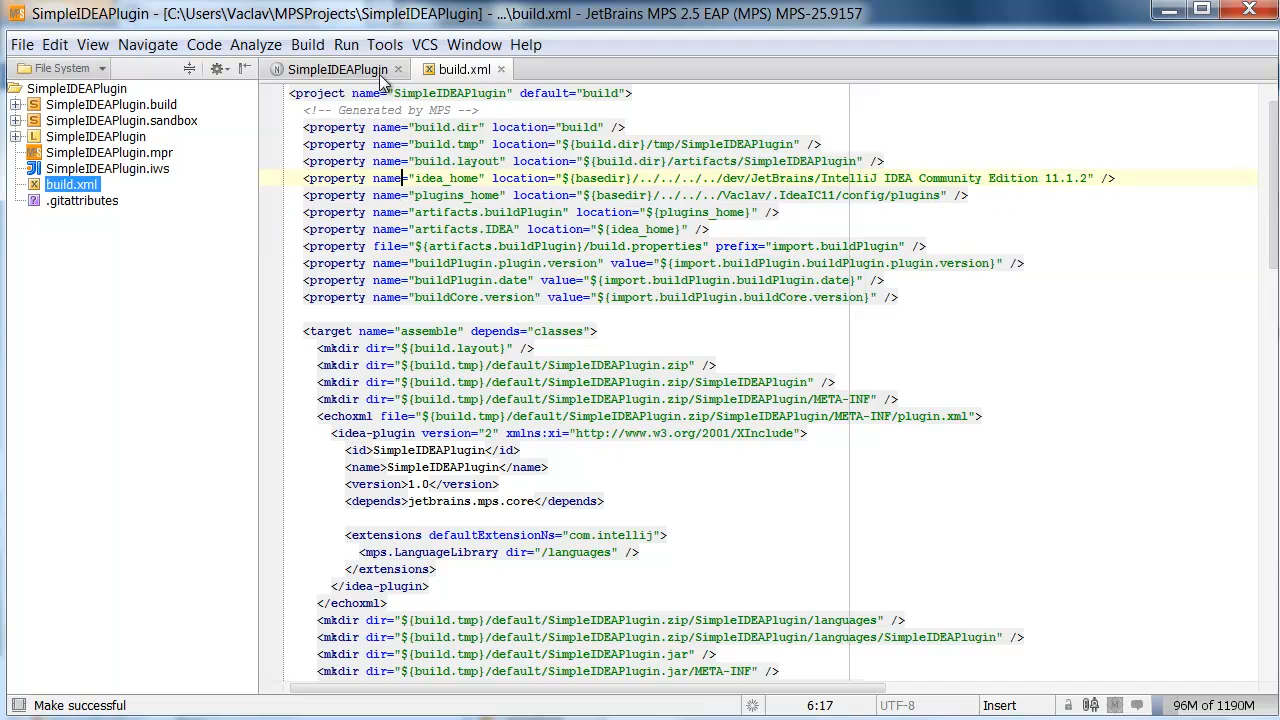 SimpleIDEAPlugin - [C:\Users\Vaclav\MPSProjects\SimpleIDEAPlugin] - ...\build.xml - JetBrains MPS 2.5 EAP (MPS) MPS-25.9157
File Edit View Navigate Code Analyze Build Run Tools VCS Window Help
File System
SimpleIDEAPlugin build.xml
SimpleIDEAPlugin
SimpleIDEAPlugin.build
SimpleIDEAPlugin.sandbox
SimpleIDEAPlugin
SimpleIDEAPlugin.mpr
SimpleIDEAPlugin.iws
build.xml
.gitattributes
<project name="SimpleIDEAPlugin" default="build">
<!-- Generated by MPS -->
<property name="build.dir" location="build" />
<property name="build.tmp" location="${build.dir}/tmp/SimpleIDEAPlugin" />
<property name="build.layout" location="${build.dir}/artifacts/SimpleIDEAPlugin" />
<property name="idea_home" location="${basedir}/../../../../dev/JetBrains/IntelliJ IDEA Community Edition 11.1.2" />
<property name="plugins_home" location="${basedir}/../../../Vaclav/.IdeaIC11/config/plugins" />
<property name="artifacts.buildPlugin" location="${plugins_home}" />
<property name="artifacts.IDEA" location="${idea_home}" />
<property file="${artifacts.buildPlugin}/build.properties" prefix="import.buildPlugin" />
<property name="buildPlugin.plugin.version" value="${import.buildPlugin.buildPlugin.plugin.version}" />
<property name="buildPlugin.date" value="${import.buildPlugin.buildPlugin.date}" />
<property name="buildCore.version" value="${import.buildPlugin.buildCore.version}" />
<target name="assemble" depends="classes">
<mkdir dir="${build.layout}" />
<mkdir dir="${build.tmp}/default/SimpleIDEAPlugin.zip" />
<mkdir dir="${build.tmp}/default/SimpleIDEAPlugin.zip/SimpleIDEAPlugin" />
<mkdir dir="${build.tmp}/default/SimpleIDEAPlugin.zip/SimpleIDEAPlugin/META-INF" />
<echoxml file="${build.tmp}/default/SimpleIDEAPlugin.zip/SimpleIDEAPlugin/META-INF/plugin.xml">
<idea-plugin version="2" xmlns:xi="http://www.w3.org/2001/XInclude">
<id>SimpleIDEAPlugin</id>
<name>SimpleIDEAPlugin</name>
<version>1.0</version>
<depends>jetbrains.mps.core</depends>
<extensions defaultExtensionNs="com.intellij">
<mps.LanguageLibrary dir="/languages" />
</extensions>
</idea-plugin>
</echoxml>
<mkdir dir="${build.tmp}/default/SimpleIDEAPlugin.zip/SimpleIDEAPlugin/languages" />
<mkdir dir="${build.tmp}/default/SimpleIDEAPlugin.zip/SimpleIDEAPlugin/languages/SimpleIDEAPlugin" />
<mkdir dir="${build.tmp}/default/SimpleIDEAPlugin.jar" />
<mkdir dir="${build.tmp}/default/SimpleIDEAPlugin.jar/META-INF" />
Make successful 6:17 UTF-8 Insert 96M of 1190M